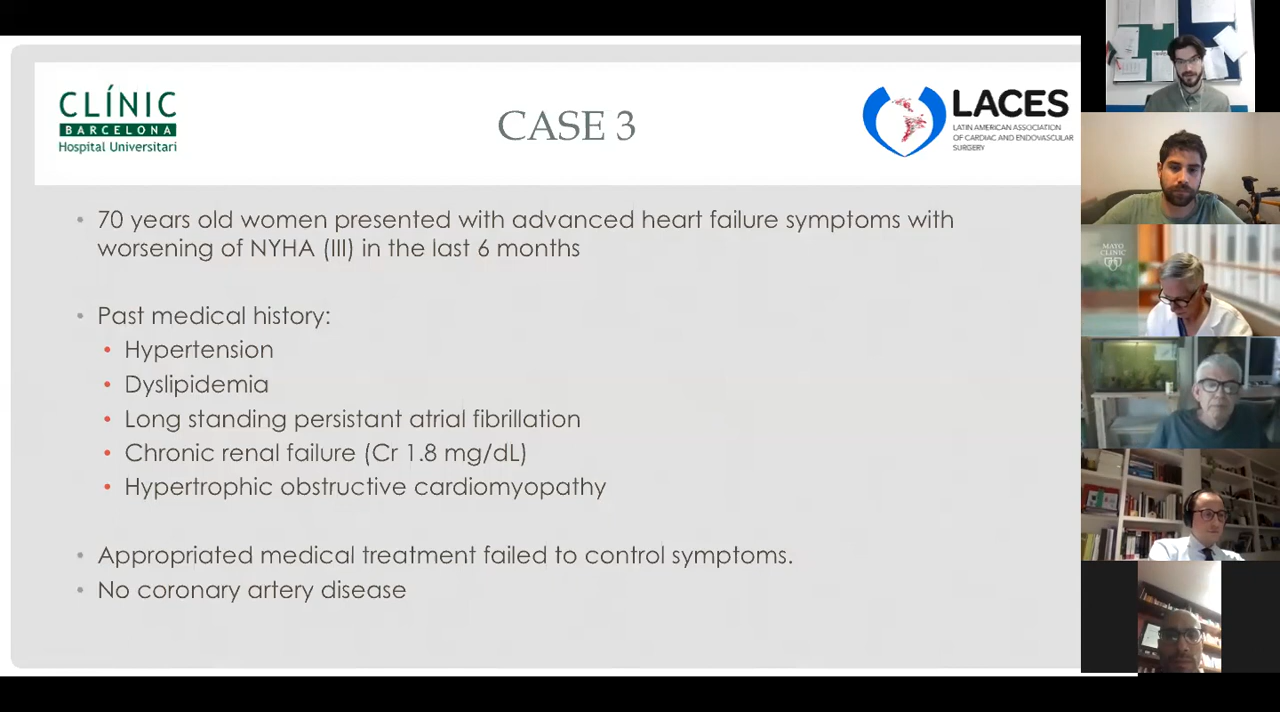 CLÍNIC
BARCELONA
Hospital Universitari
CASE 3
LACES
LATIN AMERICAN ASSOCIATION
OF CARDIAC AND ENDOVASCULAR
SURGERY
• 70 years old women presented with advanced heart failure symptoms with
worsening of NYHA (III) in the last 6 months
• Past medical history:
• Hypertension
• Dyslipidemia
• Long standing persistant atrial fibrillation
• Chronic renal failure (Cr 1.8 mg/dL)
• Hypertrophic obstructive cardiomyopathy
• Appropriated medical treatment failed to control symptoms.
• No coronary artery disease
MAYO
CLINIC